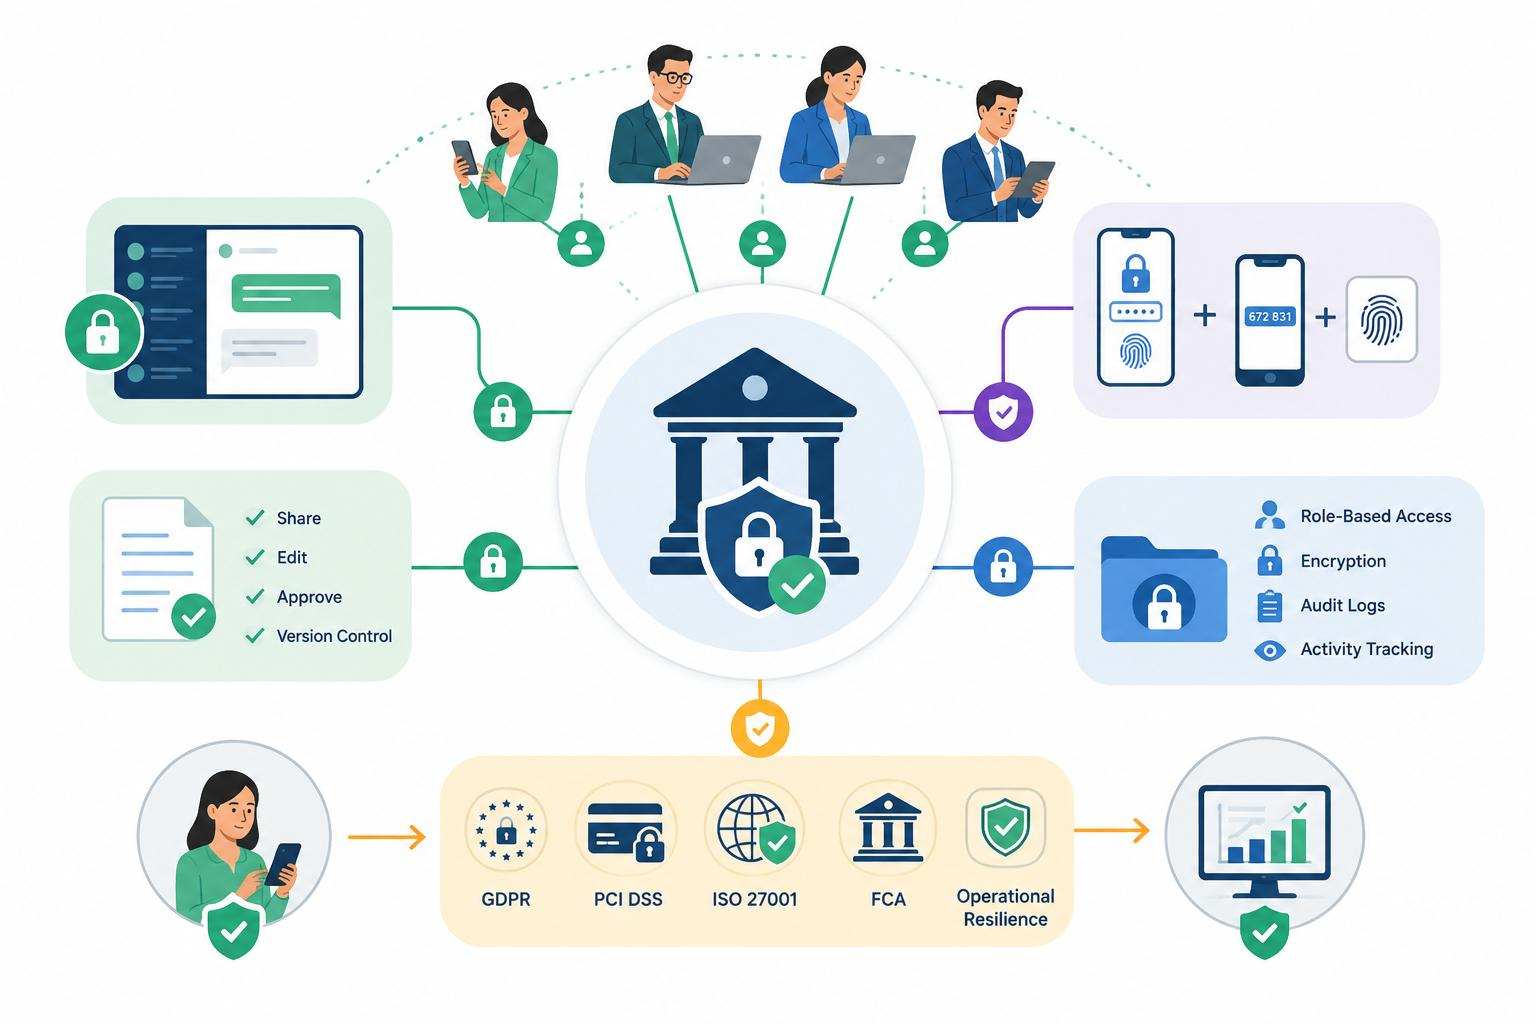 672 831
Share
Edit
Approve
Version Control
Role-Based Access
Encryption
Audit Logs
Activity Tracking
GDPR
PCI DSS
ISO 27001
FCA
Operational
Resilience